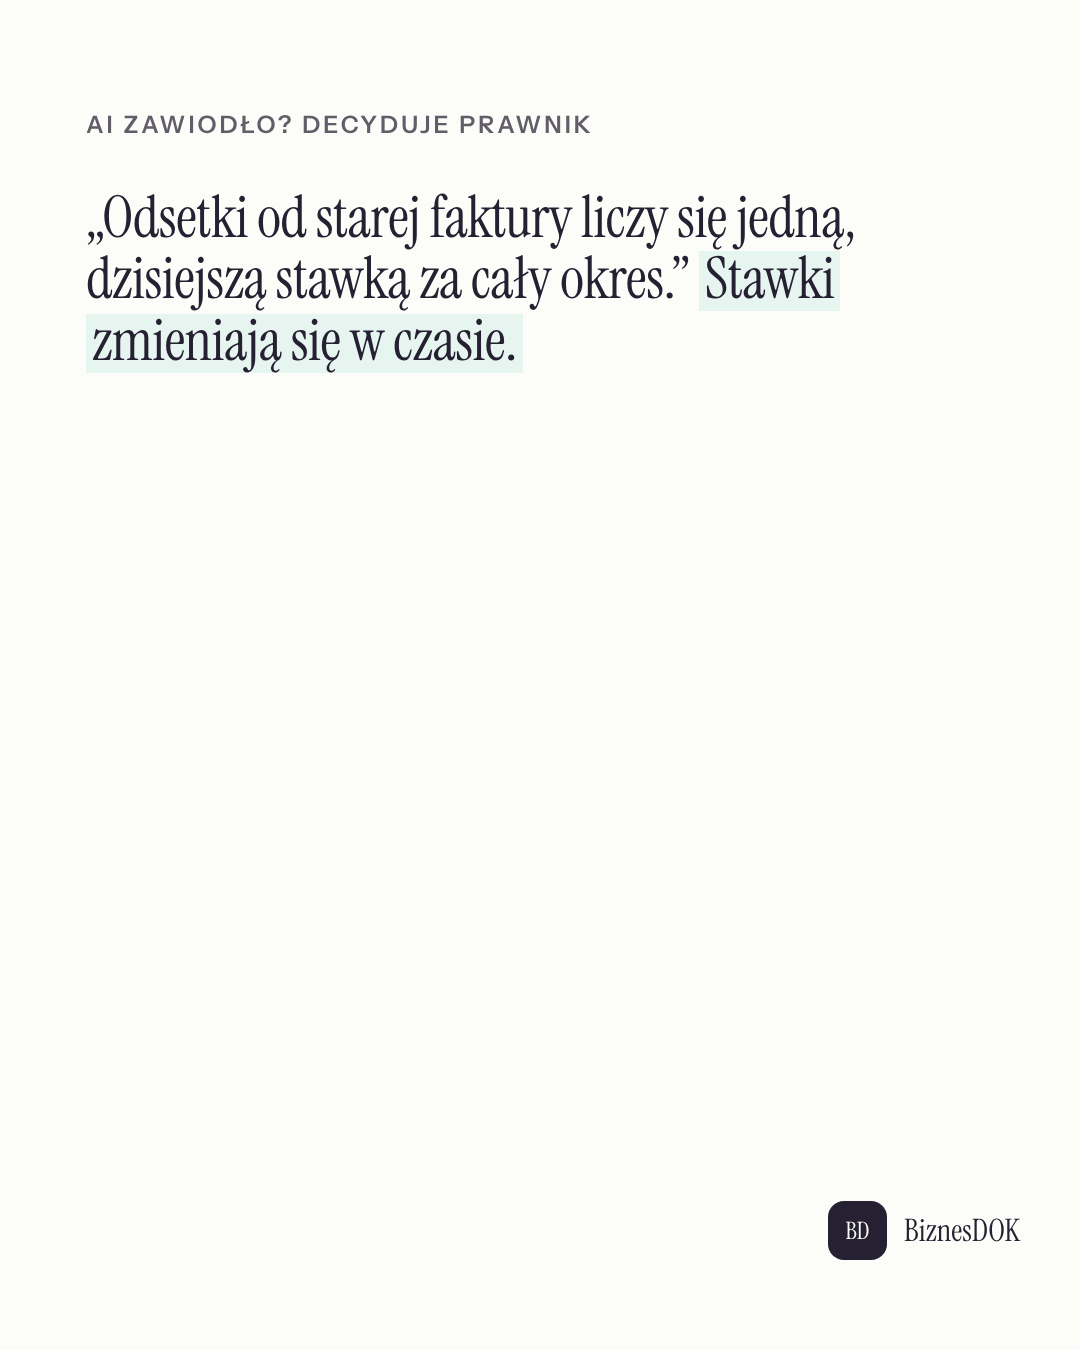 AI ZAWIODŁO? DECYDUJE PRAWNIK
„Odsetki od starej faktury liczy się jedną,
dzisiejszą stawką za cały okres.” Stawki
zmieniają się w czasie.
BD BiznesDOK